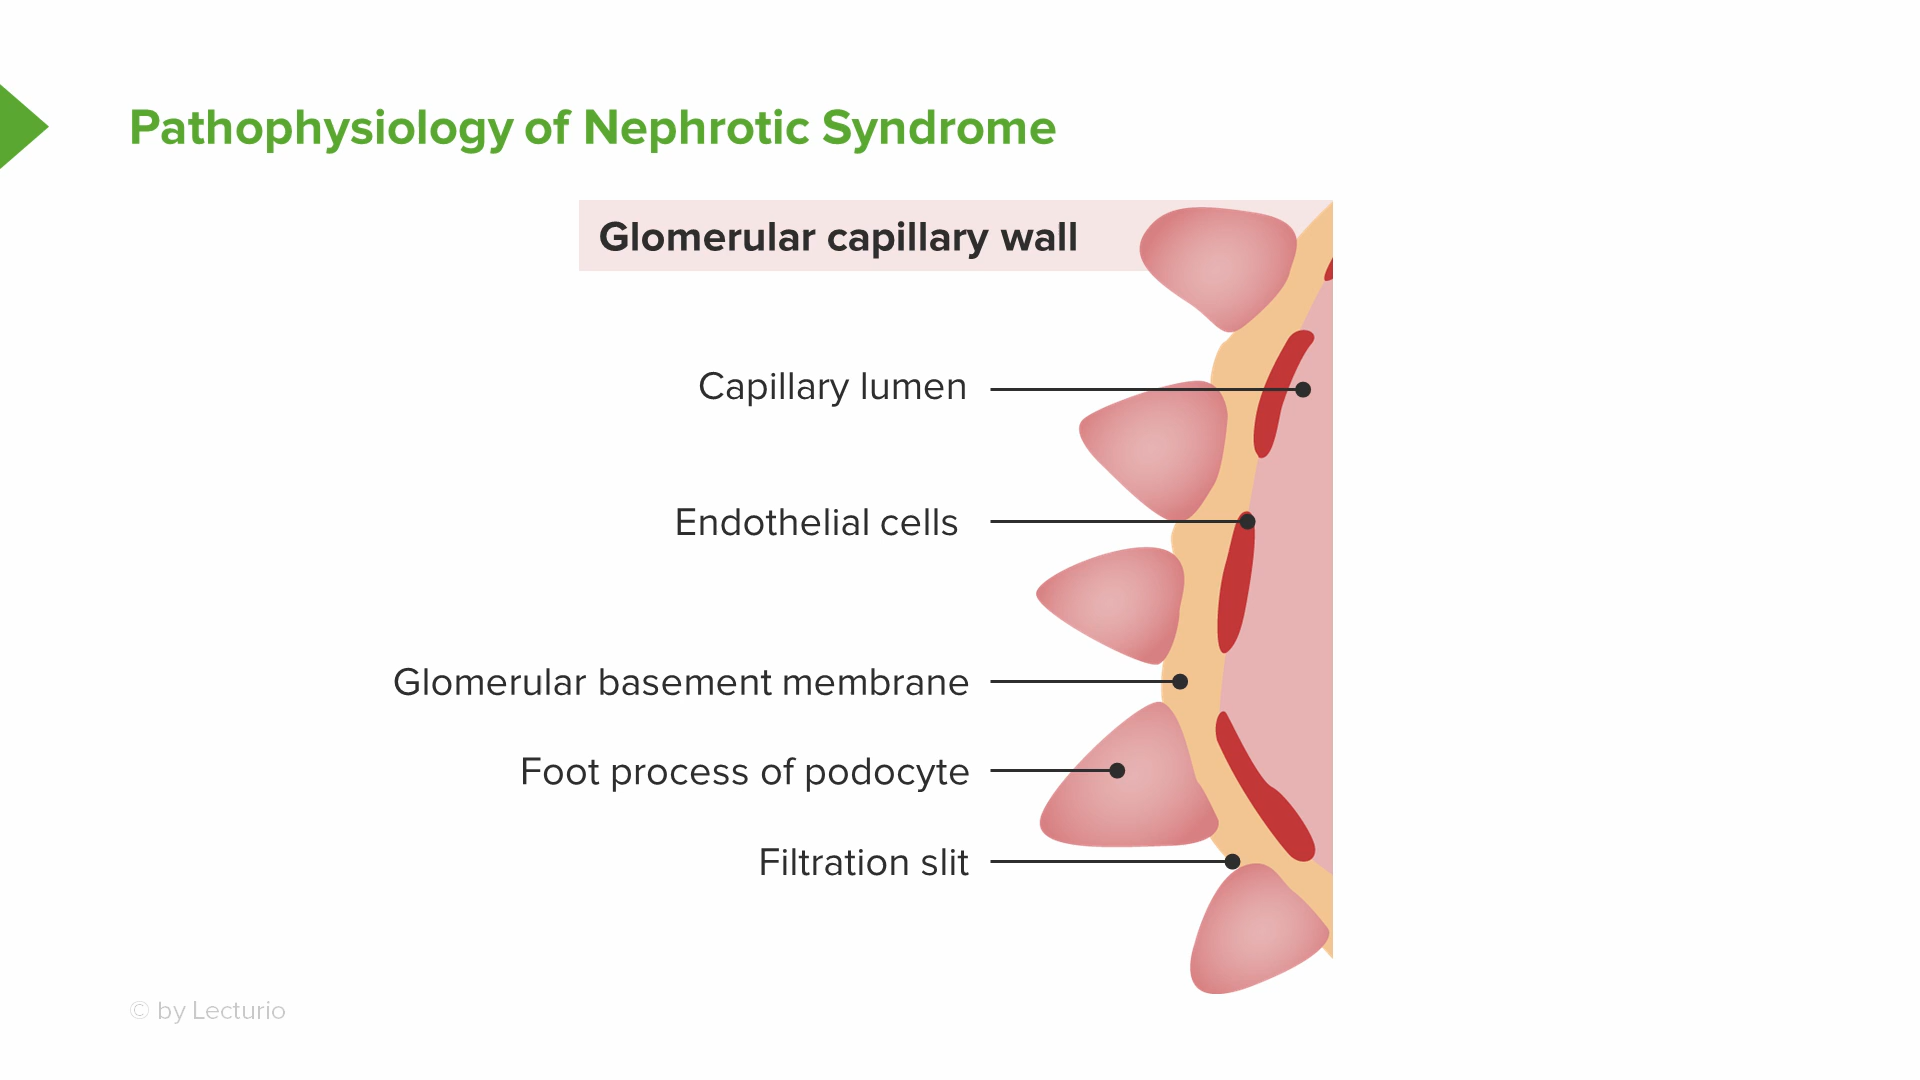 Pathophysiology of Nephrotic Syndrome
Glomerular capillary wall
Capillary lumen
Endothelial cells
Glomerular basement membrane
Foot process of podocyte
Filtration slit
© by Lecturio